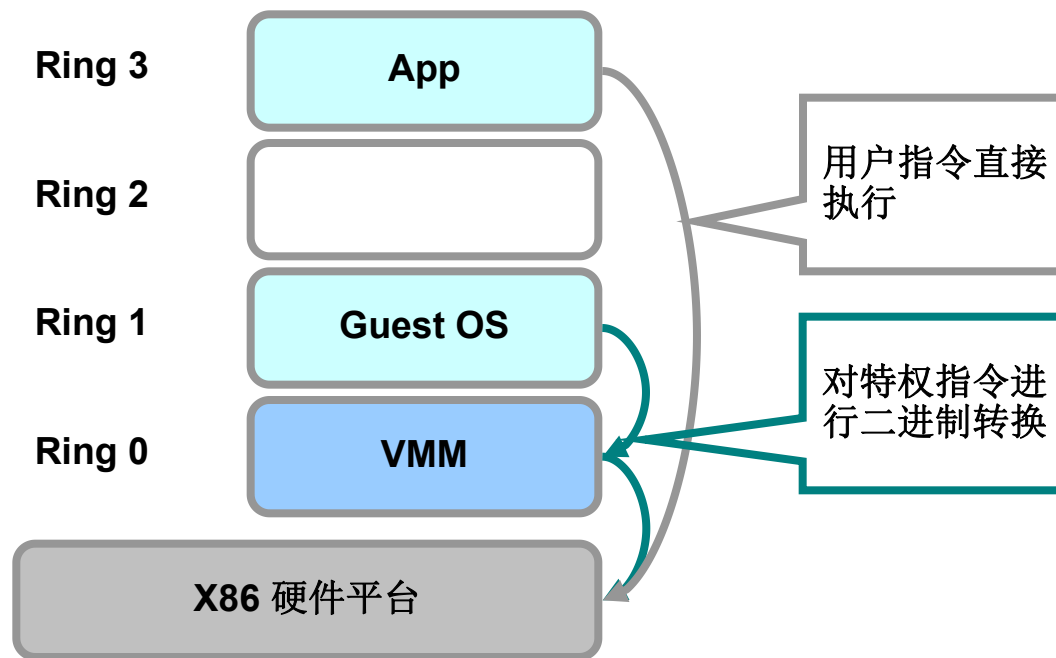 Ring 3
App
用户指令直接
执行
Ring 2
Ring 1
Guest OS
对特权指令进
行二进制转换
Ring 0
VMM
X86 硬件平台